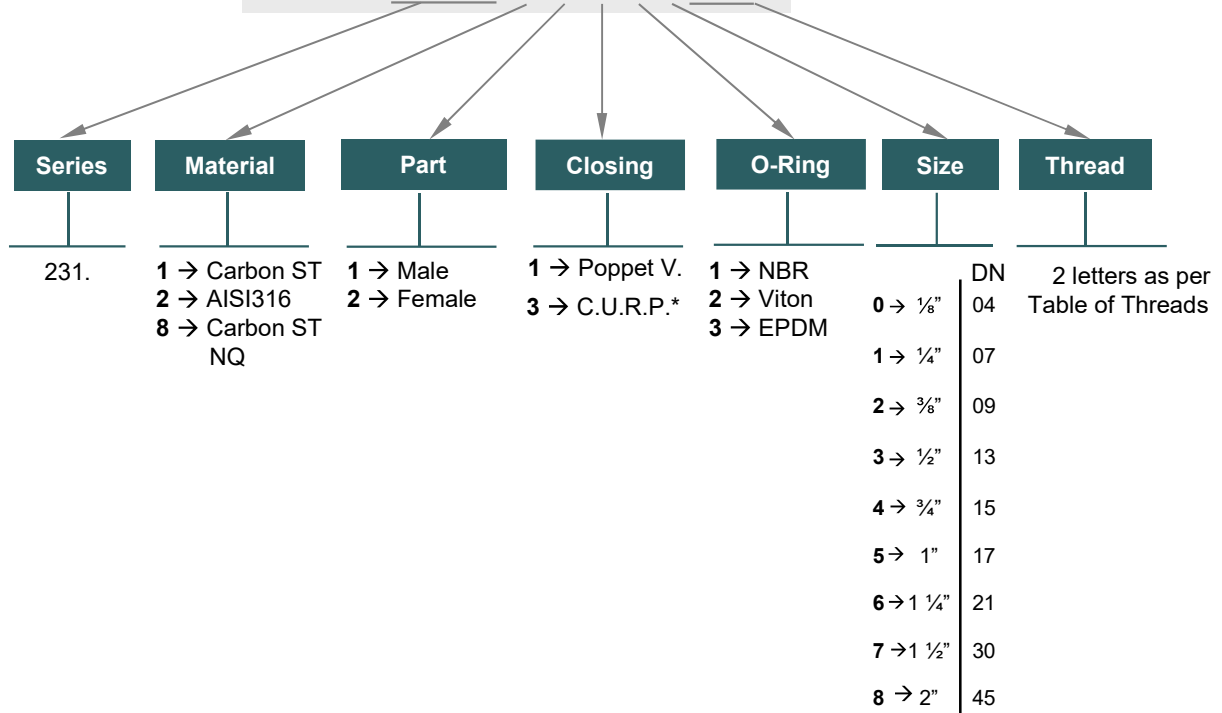 Series Material Part Closing O-Ring Size Thread
231.
1 → Carbon ST
2 → AISI316
8 → Carbon ST
NQ
1 → Male
2 → Female
1 → Poppet V.
3 → C.U.R.P.*
1 → NBR
2 → Viton
3 → EPDM
DN
0 → ⅛” 04
1 → ¼” 07
2 → ⅜” 09
3 → ½” 13
4 → ¾” 15
5 → 1” 17
6 → 1 ¼” 21
7 → 1 ½” 30
8 → 2” 45
2 letters as per
Table of Threads